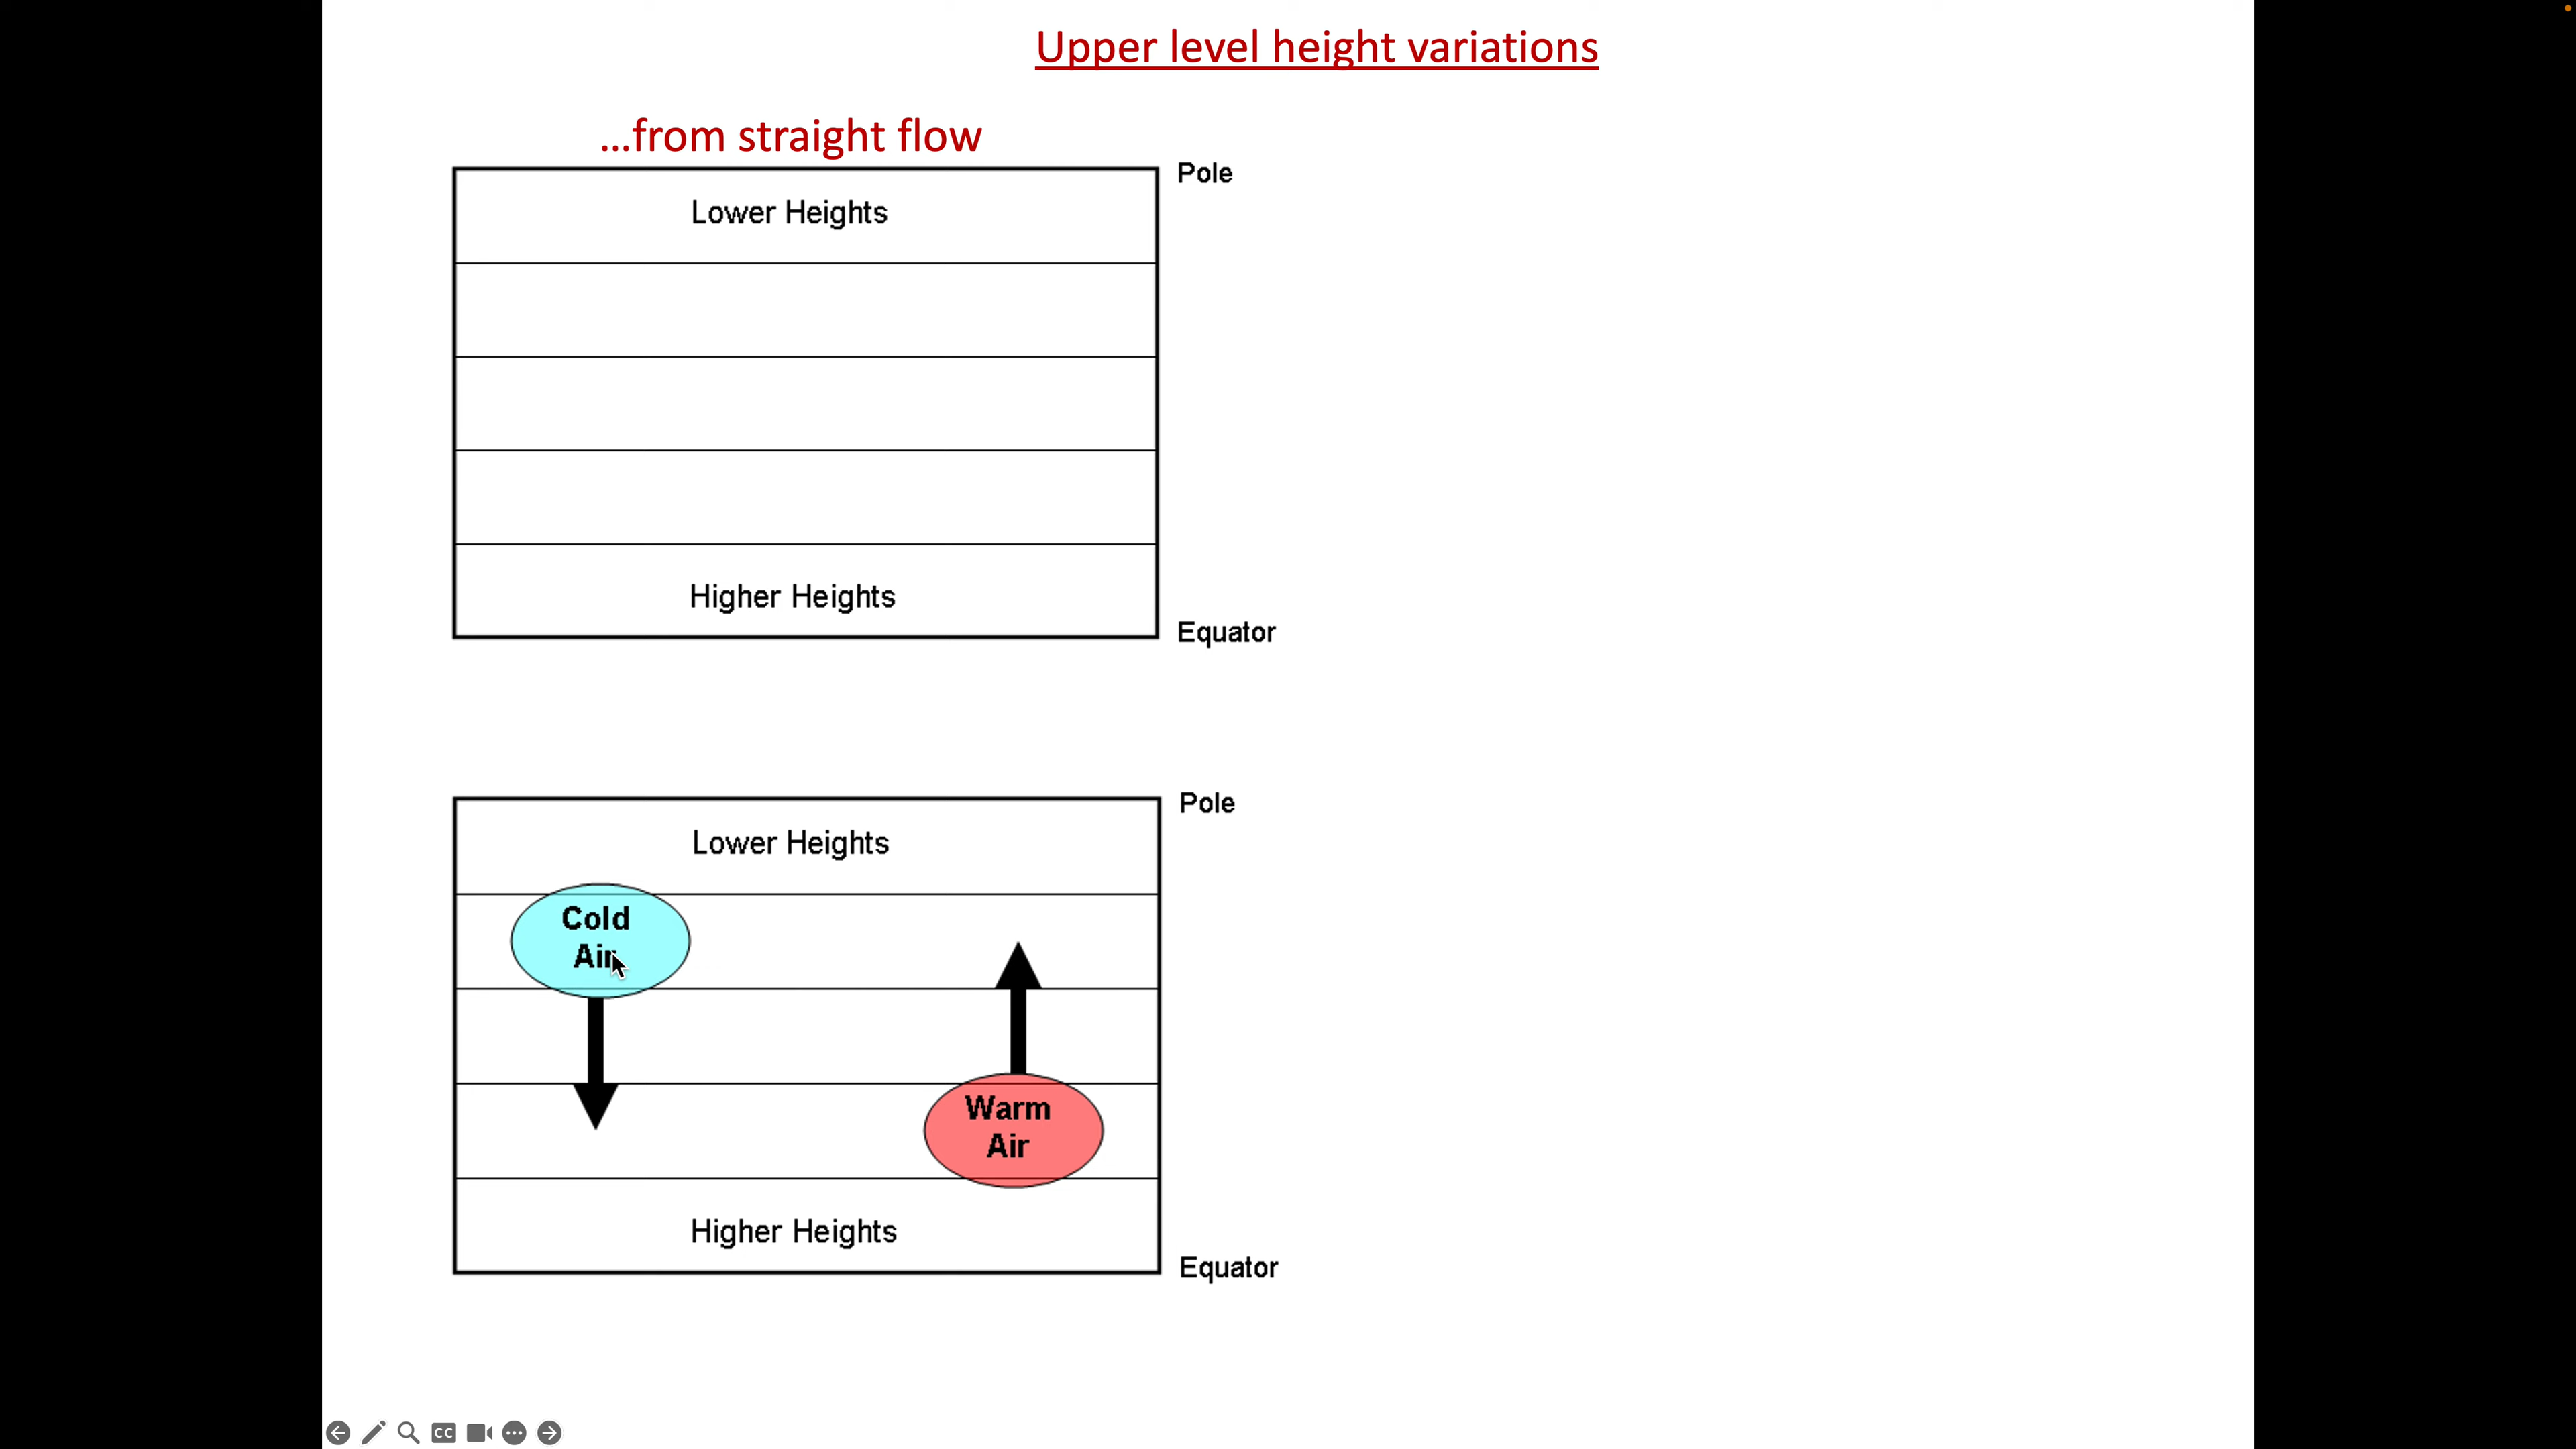 Upper level height variations
...from straight flow
Pole
Lower Heights
Higher Heights
Equator
Pole
Lower Heights
Cold
Air
Warm
Air
Higher Heights
Equator
CC